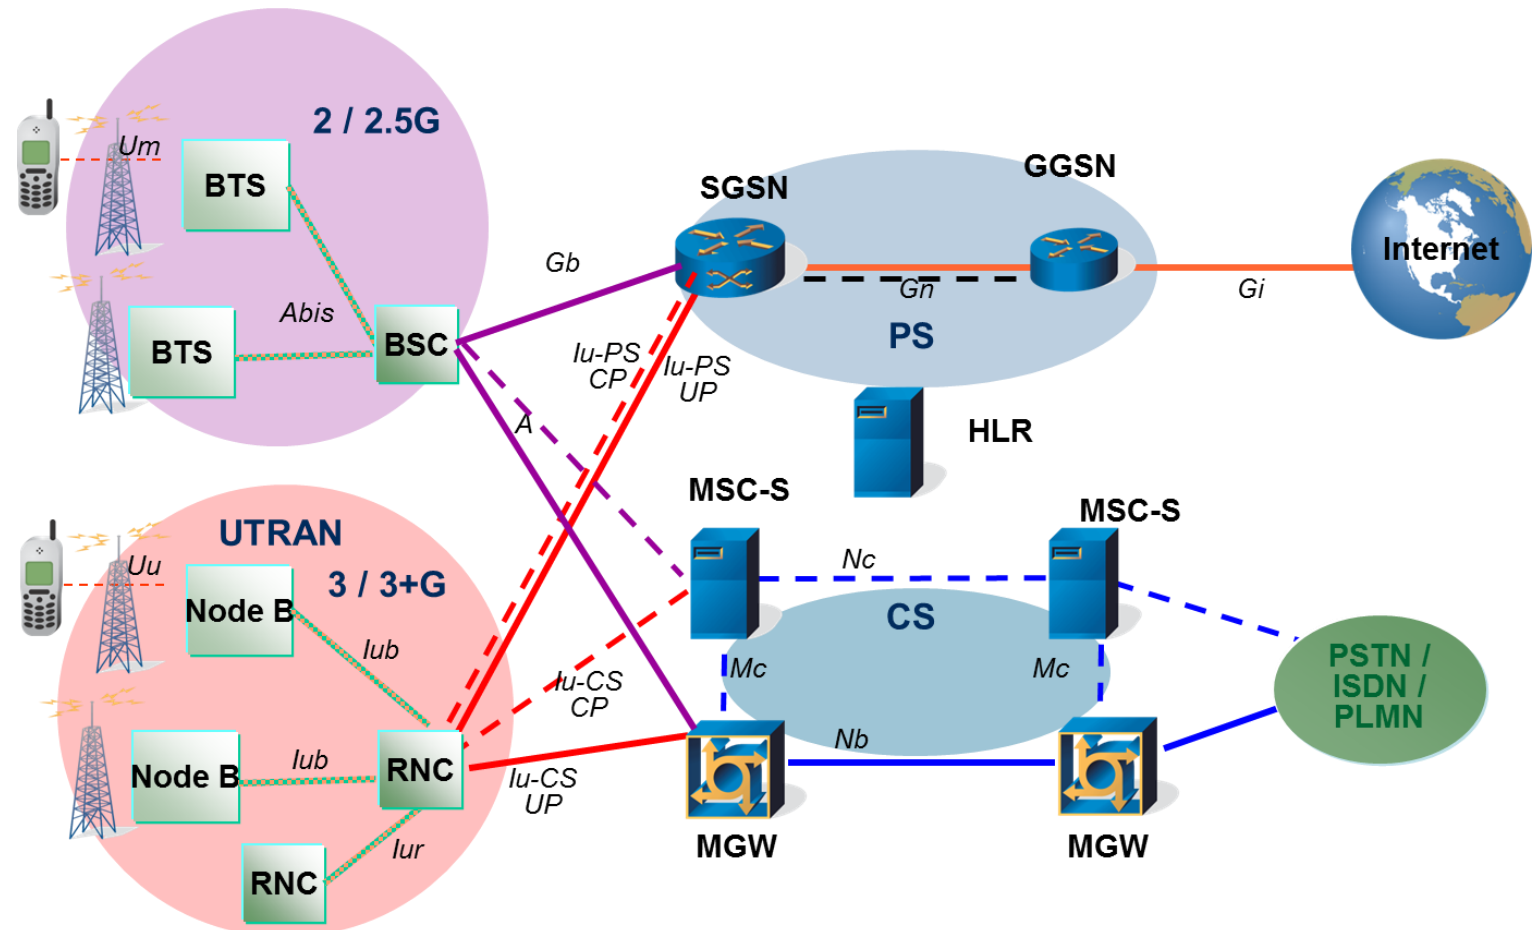 2 / 2.5G
Um
BTS
BTS
Abis
BSC
Gb
A
SGSN
GGSN
Gn
PS
Gi
Internet
Iu-PS
CP
Iu-PS
UP
HLR
UTRAN
3 / 3+G
Uu
Node B
Iub
Node B
Iub
RNC
Iur
RNC
MSC-S
MSC-S
Nc
CS
Mc
Mc
Iu-CS
CP
Iu-CS
UP
Nb
MGW
MGW
PSTN /
ISDN /
PLMN